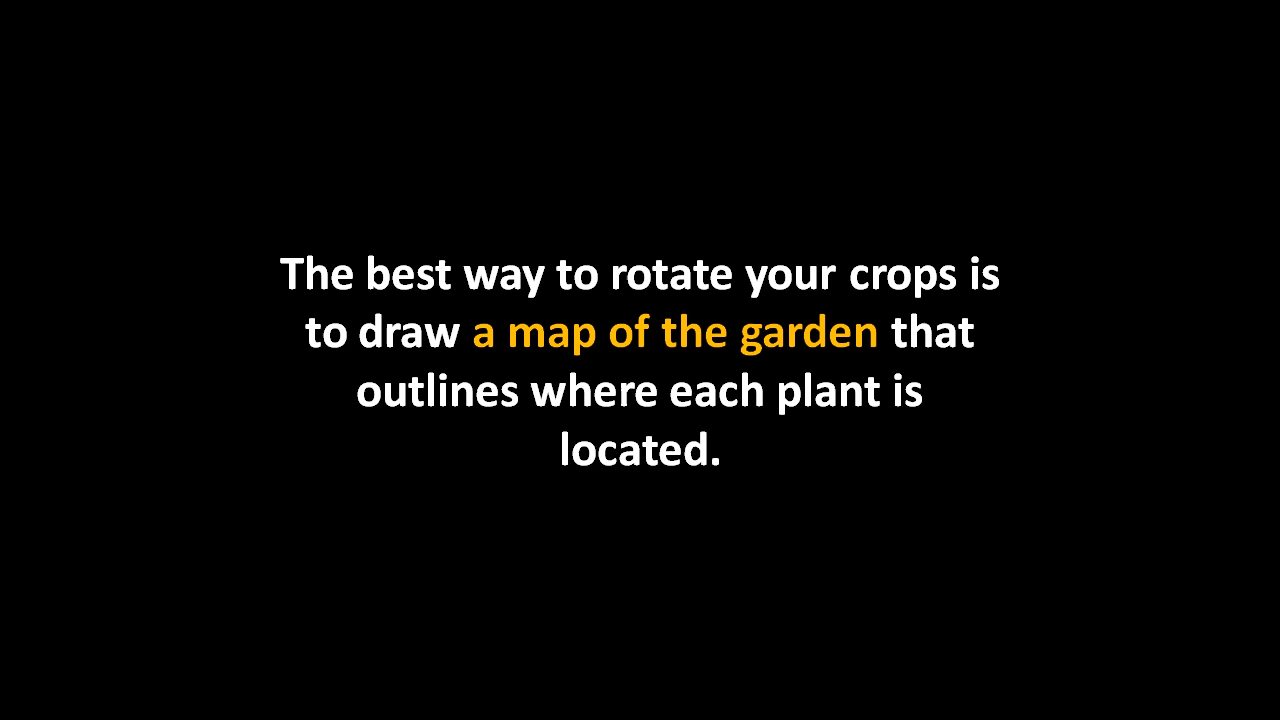 The best way to rotate your crops is
to draw a map of the garden that
outlines where each plant is
located.